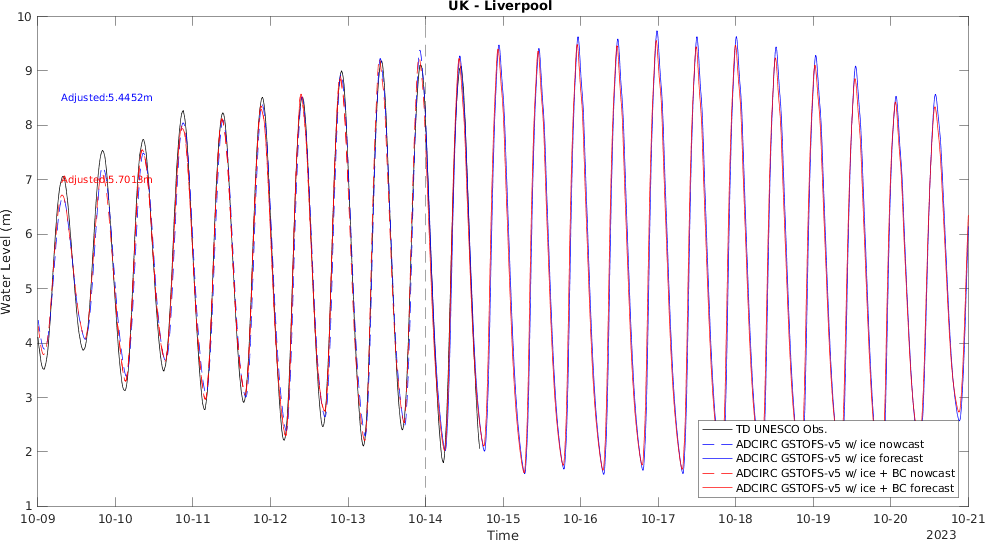 UK - Liverpool
10
9
8
7
6
5
4
3
2
1
Water Level (m)
Adjusted:5.4452m
Adjusted:5.7013m
TD UNESCO Obs.
ADCIRC GSTOFS-v5 w/ ice nowcast
ADCIRC GSTOFS-v5 w/ ice forecast
ADCIRC GSTOFS-v5 w/ ice + BC nowcast
ADCIRC GSTOFS-v5 w/ ice + BC forecast
10-09 10-10 10-11 10-12 10-13 10-14 10-15 10-16 10-17 10-18 10-19 10-20 10-21
Time
2023